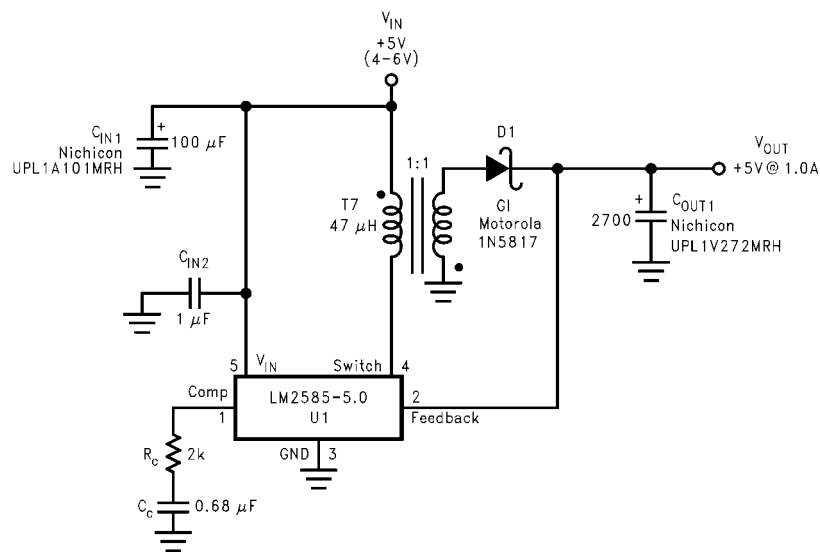 V_IN
+5V
(4-6V)
C_IN1
Nichicon
UPL1A101MRH
+
100 μF
D1
V_OUT
+5V @ 1.0A
1:1
T7
47 μH
GI
Motorola
1N5817
+
2700
C_OUT1
Nichicon
UPL1V272MRH
C_IN2
1 μF
5
V_IN
Switch
4
Comp
1
LM2585-5.0
U1
2
Feedback
GND
3
R_c
2k
C_c
0.68 μF